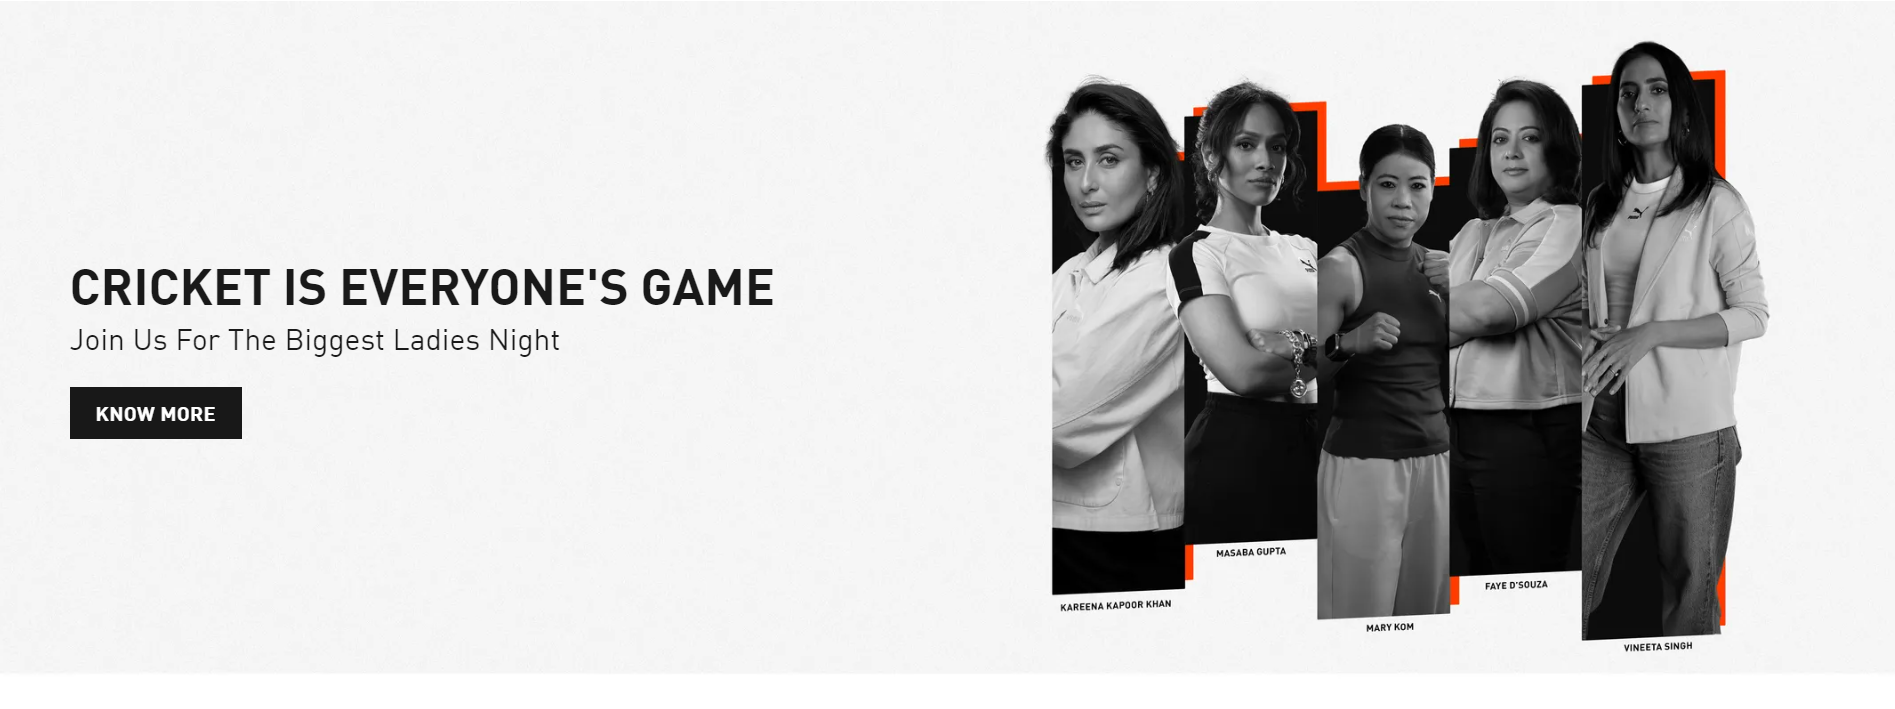 CRICKET IS EVERYONE'S GAME
Join Us For The Biggest Ladies Night
KNOW MORE
KAREENA KAPOOR KHAN
MASABA GUPTA
MARY KOM
FAYE D'SOUZA
VINEETA SINGH